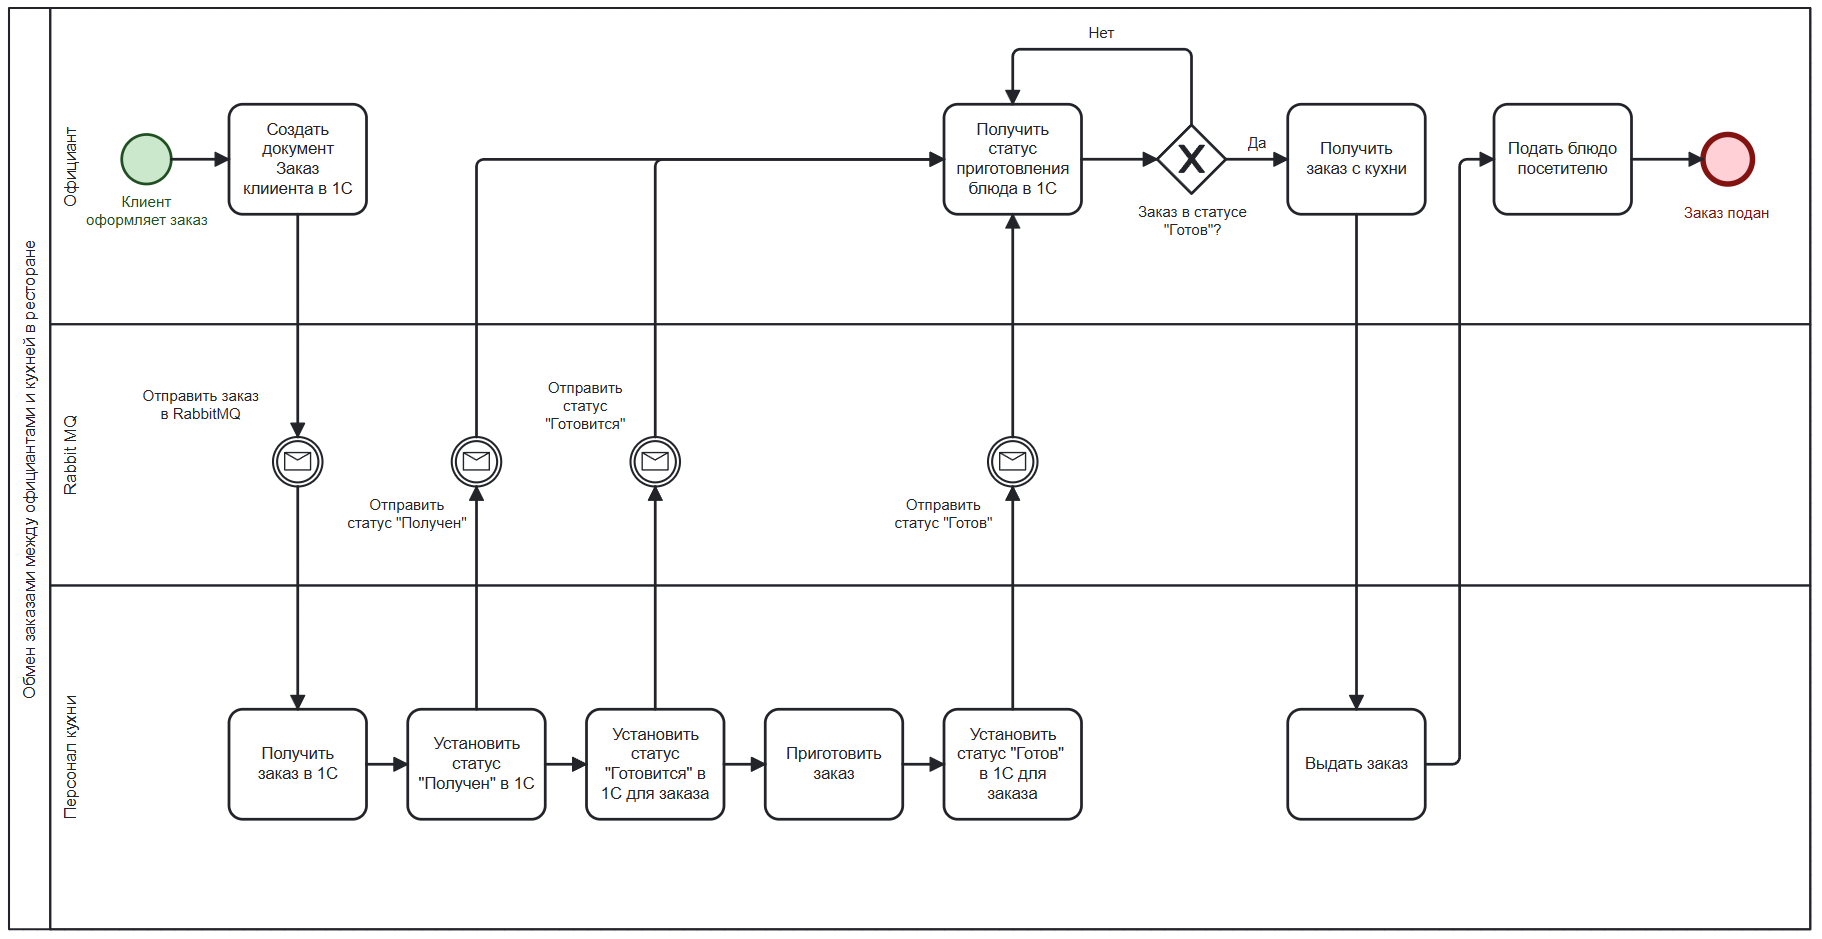 Обмен заказами между официантами и кухней в ресторане
Официант
Клиент
оформляет заказ
Создать
документ
Заказ
клииента в 1С
Нет
Получить
статус
приготовления
блюда в 1С
Заказ в статусе
"Готов"?
Да
Получить
заказ с кухни
Подать блюдо
посетителю
Заказ подан
Rabbit MQ
Отправить заказ
в RabbitMQ
Отправить
статус "Получен"
Отправить
статус
"Готовится"
Отправить
статус "Готов"
Персонал кухни
Получить
заказ в 1С
Установить
статус
"Получен" в 1С
Установить
статус
"Готовится" в
1С для заказа
Приготовить
заказ
Установить
статус "Готов"
в 1С для
заказа
Выдать заказ